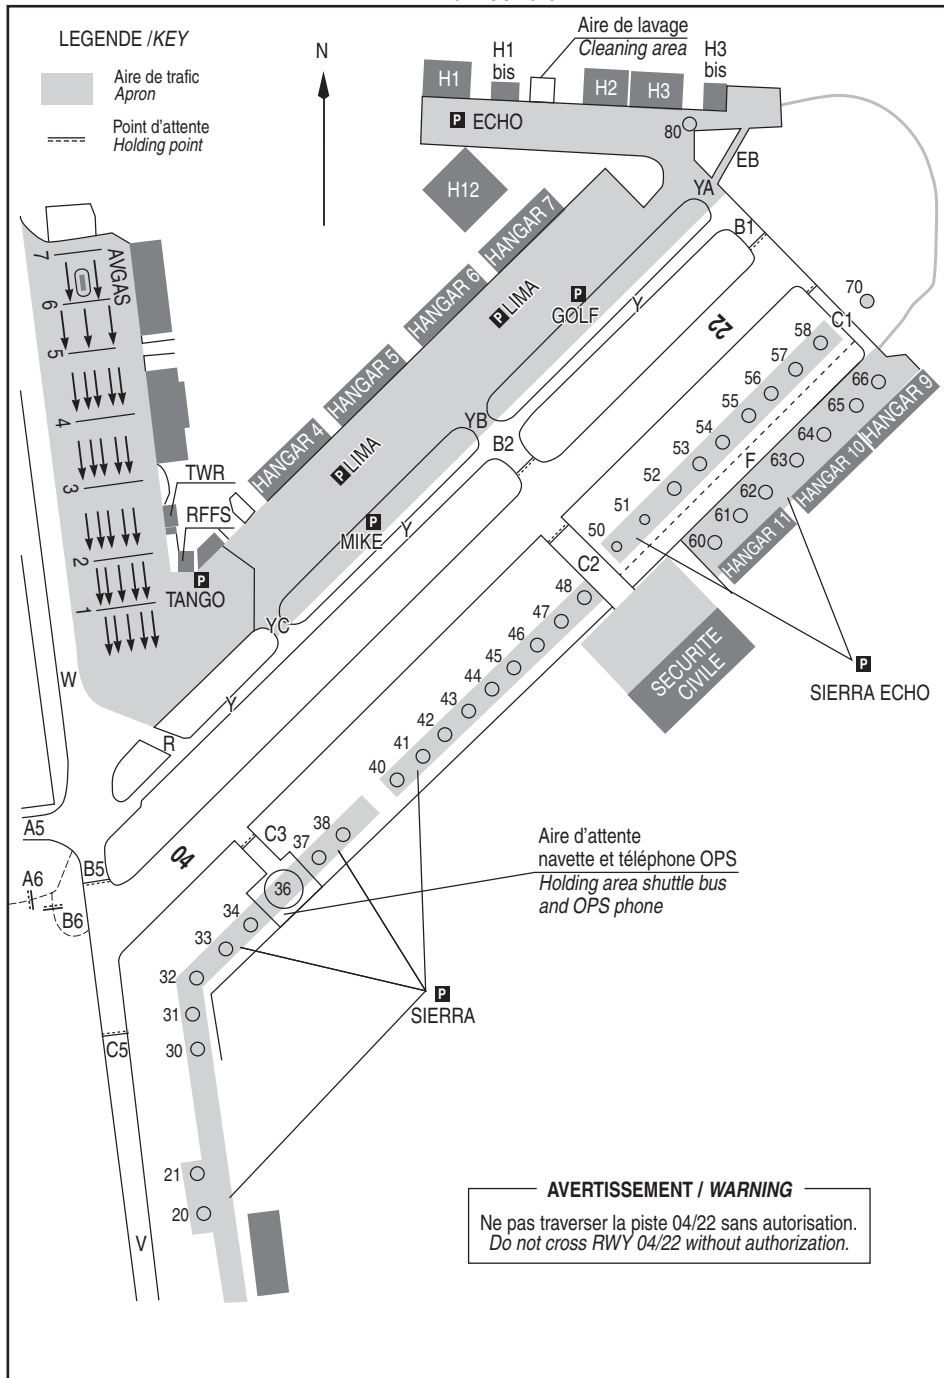 LEGENDE /KEY
Aire de trafic
Apron
Point d'attente
Holding point
N
Aire de lavage
Cleaning area
H1
H1
bis
H2
H3
H3
bis
P ECHO
80
EB
H12
YA
B1
HANGAR 7
HANGAR 6
HANGAR 5
HANGAR 4
P LIMA
P
GOLF
Y
22
70
C1
58
57
56
55
54
53
52
51
50
F
66
65
64
63
62
61
60
HANGAR 9
HANGAR 10
HANGAR 11
7
AVGAS
6
5
4
3
2
1
TWR
RFFS
P
TANGO
P LIMA
P
MIKE
YB
B2
Y
YC
C2
48
47
46
45
44
43
42
41
40
SECURITE
CIVILE
P
SIERRA ECHO
W
Y
R
A5
A6
B5
B6
04
C3
38
37
36
34
33
32
31
30
Aire d'attente
navette et téléphone OPS
Holding area shuttle bus
and OPS phone
P
SIERRA
C5
21
20
V
AVERTISSEMENT / WARNING
Ne pas traverser la piste 04/22 sans autorisation.
Do not cross RWY 04/22 without authorization.